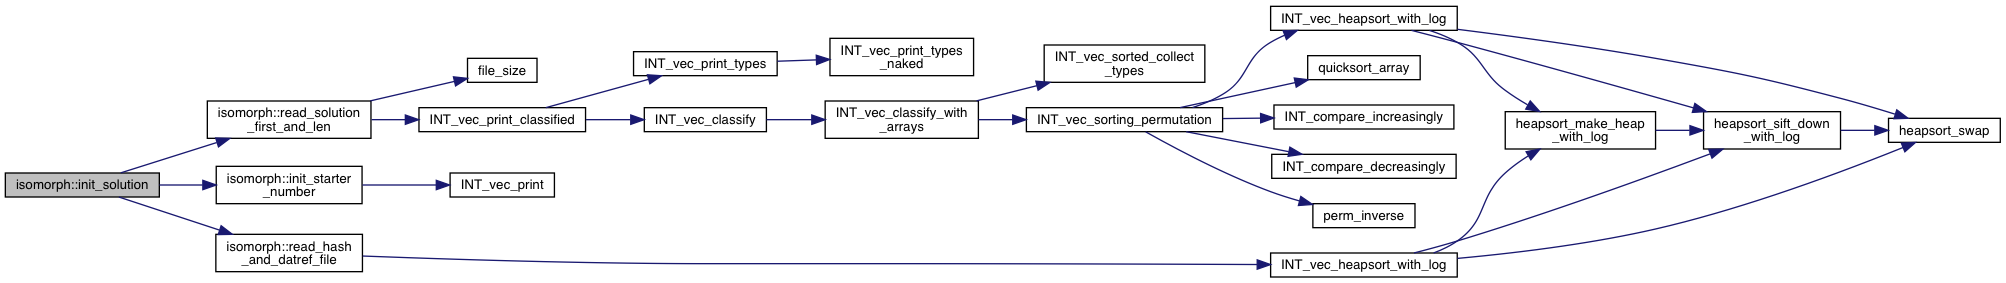 isomorph::init_solution
isomorph::read_solution
_first_and_len
isomorph::init_starter
_number
isomorph::read_hash
_and_datref_file
file_size
INT_vec_print_classified
INT_vec_print
INT_vec_print_types
INT_vec_classify
INT_vec_print_types
_naked
INT_vec_classify_with
_arrays
INT_vec_sorted_collect
_types
INT_vec_sorting_permutation
INT_vec_heapsort_with_log
quicksort_array
INT_compare_increasingly
INT_compare_decreasingly
perm_inverse
INT_vec_heapsort_with_log
heapsort_make_heap
_with_log
heapsort_sift_down
_with_log
heapsort_swap